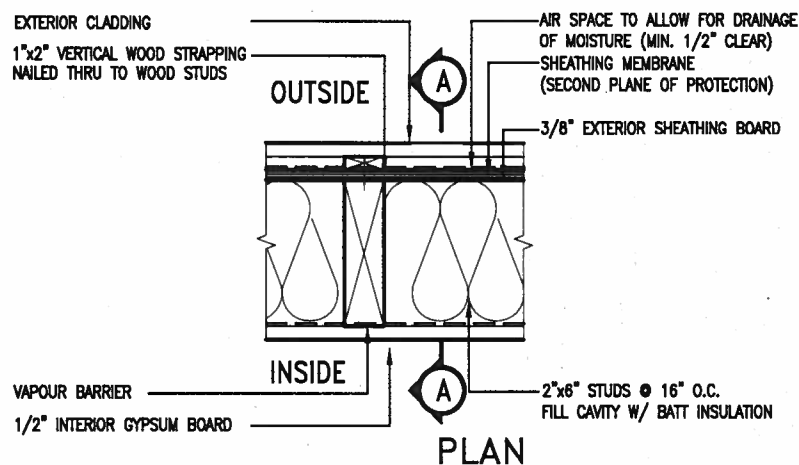 EXTERIOR CLADDING
1"x2" VERTICAL WOOD STRAPPING
NAILED THRU TO WOOD STUDS
OUTSIDE
A
AIR SPACE TO ALLOW FOR DRAINAGE
OF MOISTURE (MIN. 1/2" CLEAR)
SHEATHING MEMBRANE
(SECOND PLANE OF PROTECTION)
3/8" EXTERIOR SHEATHING BOARD
INSIDE
A
VAPOUR BARRIER
1/2" INTERIOR GYPSUM BOARD
2"x6" STUDS @ 16" O.C.
FILL CAVITY W/ BATT INSULATION
PLAN